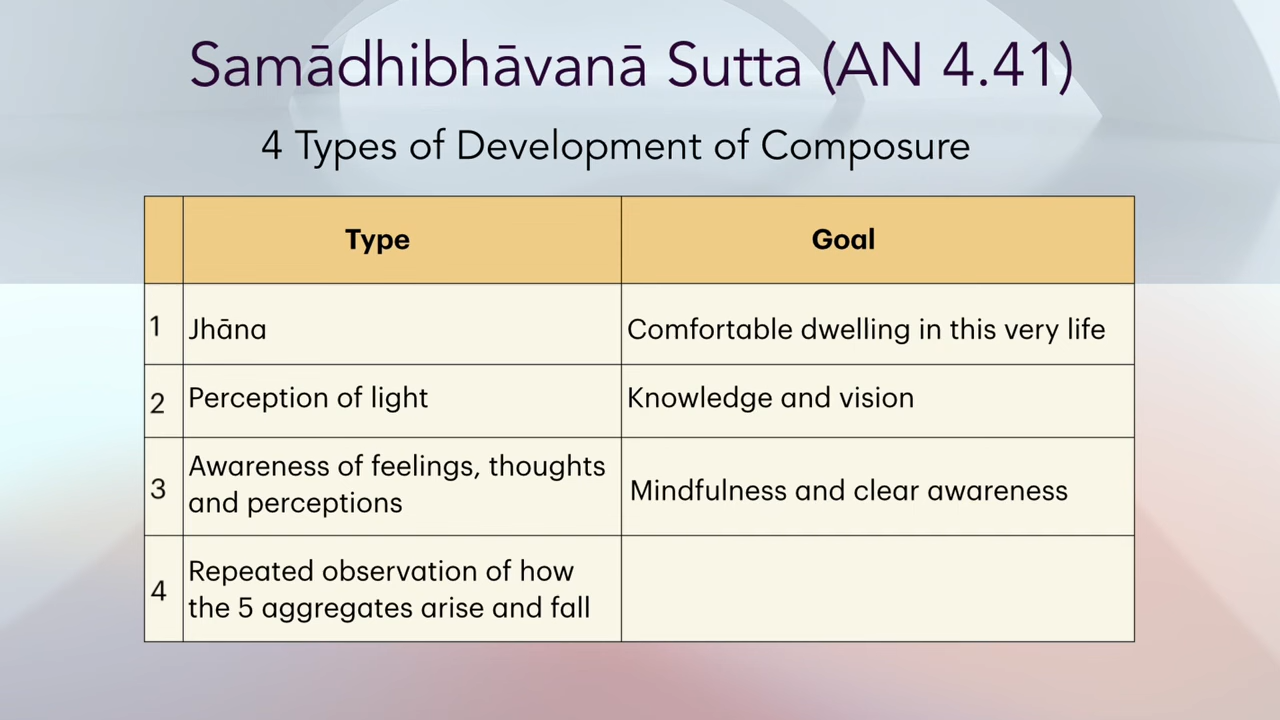 Samādhibhāvanā Sutta (AN 4.41)
4 Types of Development of Composure
Type
Goal
1
Jhāna
Comfortable dwelling in this very life
2
Perception of light
Knowledge and vision
3
Awareness of feelings, thoughts
and perceptions
Mindfulness and clear awareness
4
Repeated observation of how
the 5 aggregates arise and fall